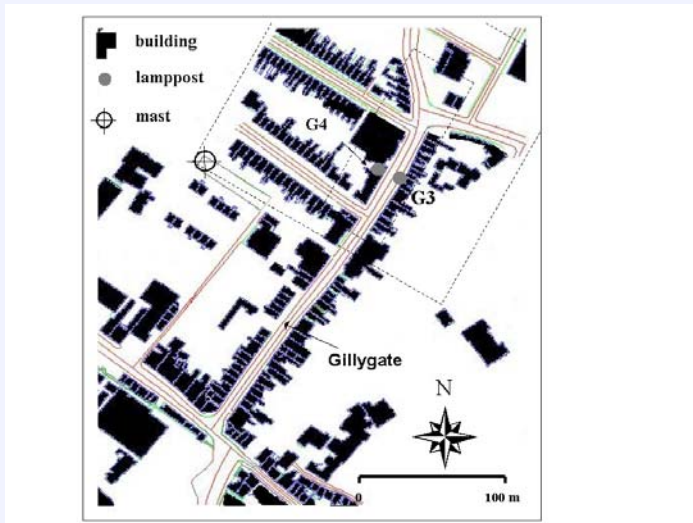 building
lamppost
mast
G4
G3
Gillygate
N
0 100 m